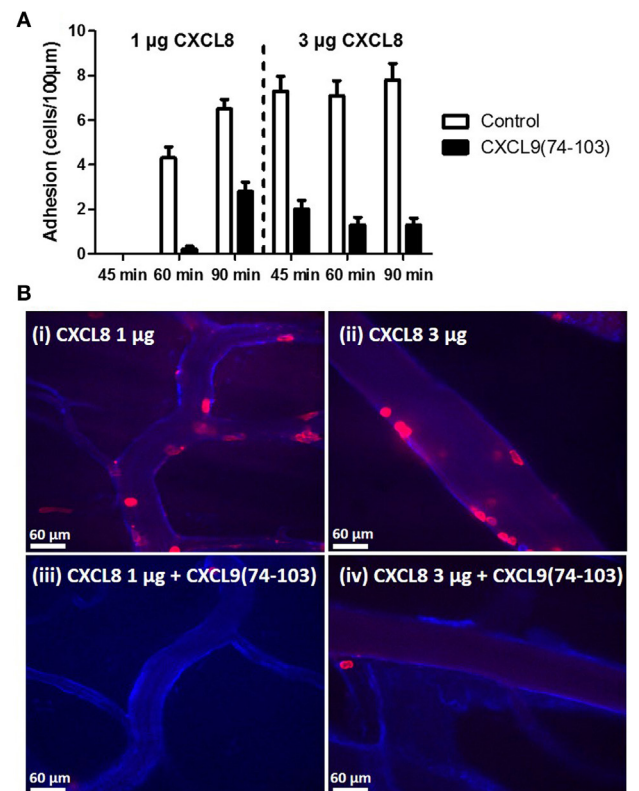 A
1 µg CXCL8
3 µg CXCL8
Adhesion (cells/100µm)
10
8
6
4
2
0
Control
CXCL9(74-103)
45 min 60 min 90 min 45 min 60 min 90 min
B
(i) CXCL8 1 µg
60 µm
(ii) CXCL8 3 µg
60 µm
(iii) CXCL8 1 µg + CXCL9(74-103)
60 µm
(iv) CXCL8 3 µg + CXCL9(74-103)
60 µm